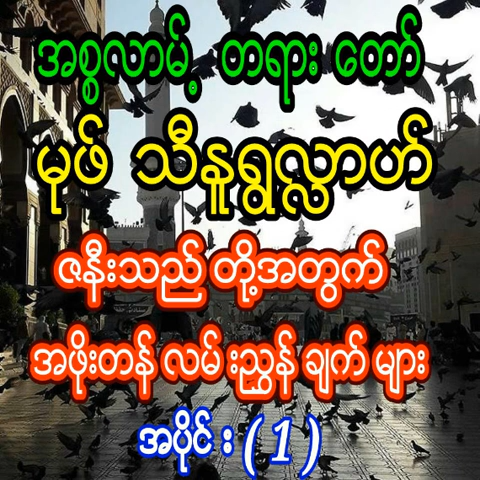 အစ္စလာမ့် တရား တော်
မုဖ် သီနူရွလ္လာဟ်
ဇနီးသည် တို့အတွက်
အဖိုးတန် လမ် းညွှန် ချက် များ
အပိုင် း ( 1 )